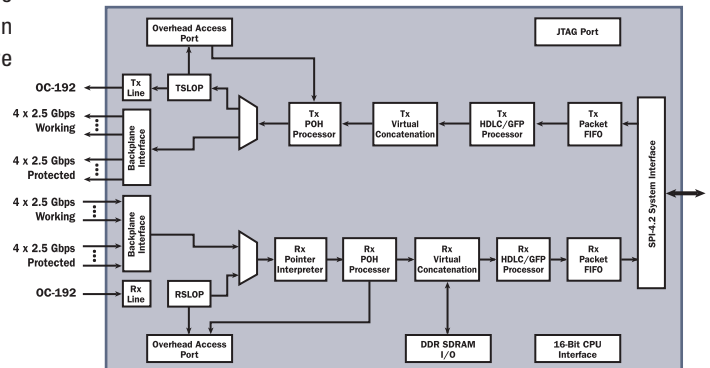 n
e
Overhead Access
Port
JTAG Port
OC-192
Tx
Line
TSLOP
4 x 2.5 Gbps
Working
Backplane
Interface
4 x 2.5 Gbps
Protected
Tx
POH
Processor
Tx
Virtual
Concatenation
Tx
HDLC/GFP
Processor
Tx
Packet
FIFO
SPI-4.2 System Interface
4 x 2.5 Gbps
Working
Backplane
Interface
4 x 2.5 Gbps
Protected
Rx
Pointer
Interpreter
Rx
POH
Processor
Rx
Virtual
Concatenation
Rx
HDLC/GFP
Processor
Rx
Packet
FIFO
OC-192
Rx
Line
RSLOP
Overhead Access
Port
DDR SDRAM
I/O
16-Bit CPU
Interface